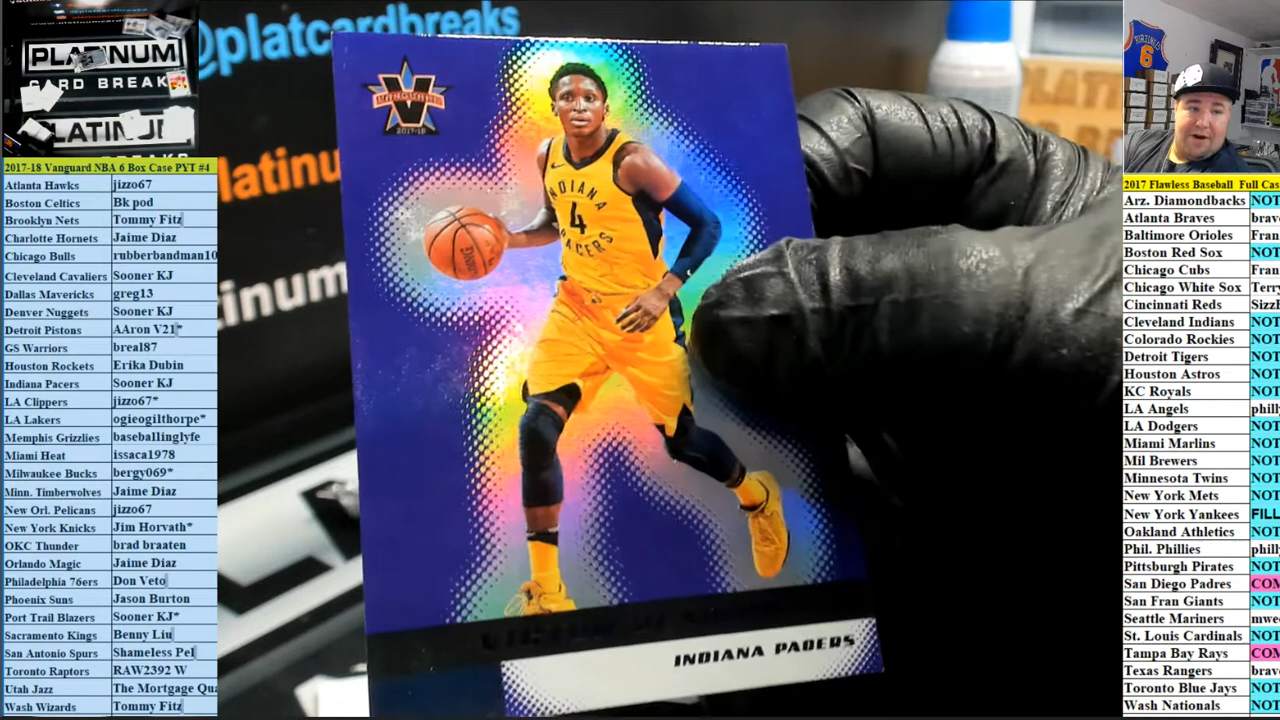 @platcardbreaks
PLATINUM
CARD BREAK
2017-18 Vanguard NBA 6 Box Case PYT #4
Atlanta Hawks jizzo67
Boston Celtics Bk pod
Brooklyn Nets Tommy Fitz
Charlotte Hornets Jaime Diaz
Chicago Bulls rubberbandman10
Cleveland Cavaliers Sooner KJ
Dallas Mavericks greg13
Denver Nuggets Sooner KJ
Detroit Pistons AAron V21*
GS Warriors breal87
Houston Rockets Erika Dubin
Indiana Pacers Sooner KJ
LA Clippers jizzo67*
LA Lakers ogieogilthorpe*
Memphis Grizzlies baseballinglyfe
Miami Heat issaca1978
Milwaukee Bucks bergy069*
Minn. Timberwolves Jaime Diaz
New Orl. Pelicans jizzo67
New York Knicks Jim Horvath*
OKC Thunder brad braaten
Orlando Magic Jaime Diaz
Philadelphia 76ers Don Veto
Phoenix Suns Jason Burton
Port Trail Blazers Sooner KJ*
Sacramento Kings Benny Liu
San Antonio Spurs Shameless Pel
Toronto Raptors RAW2392 W
Utah Jazz The Mortgage Qua
Wash Wizards Tommy Fitz
latinum
tinum
VANGUARD
2017-18
INDIANA
4
PACERS
INDIANA PACERS
6
2017 Flawless Baseball Full Cas
Arz. Diamondbacks NOT
Atlanta Braves brav
Baltimore Orioles Fran
Boston Red Sox NOT
Chicago Cubs Fran
Chicago White Sox Terry
Cincinnati Reds SizzB
Cleveland Indians NOT
Colorado Rockies NOT
Detroit Tigers NOT
Houston Astros NOT
KC Royals NOT
LA Angels philly
LA Dodgers NOT
Miami Marlins NOT
Mil Brewers NOT
Minnesota Twins NOT
New York Mets NOT
New York Yankees FILL
Oakland Athletics NOT
Phil. Phillies philly
Pittsburgh Pirates NOT
San Diego Padres COM
San Fran Giants NOT
Seattle Mariners mwe
St. Louis Cardinals NOT
Tampa Bay Rays COM
Texas Rangers brav
Toronto Blue Jays NOT
Wash Nationals NOT